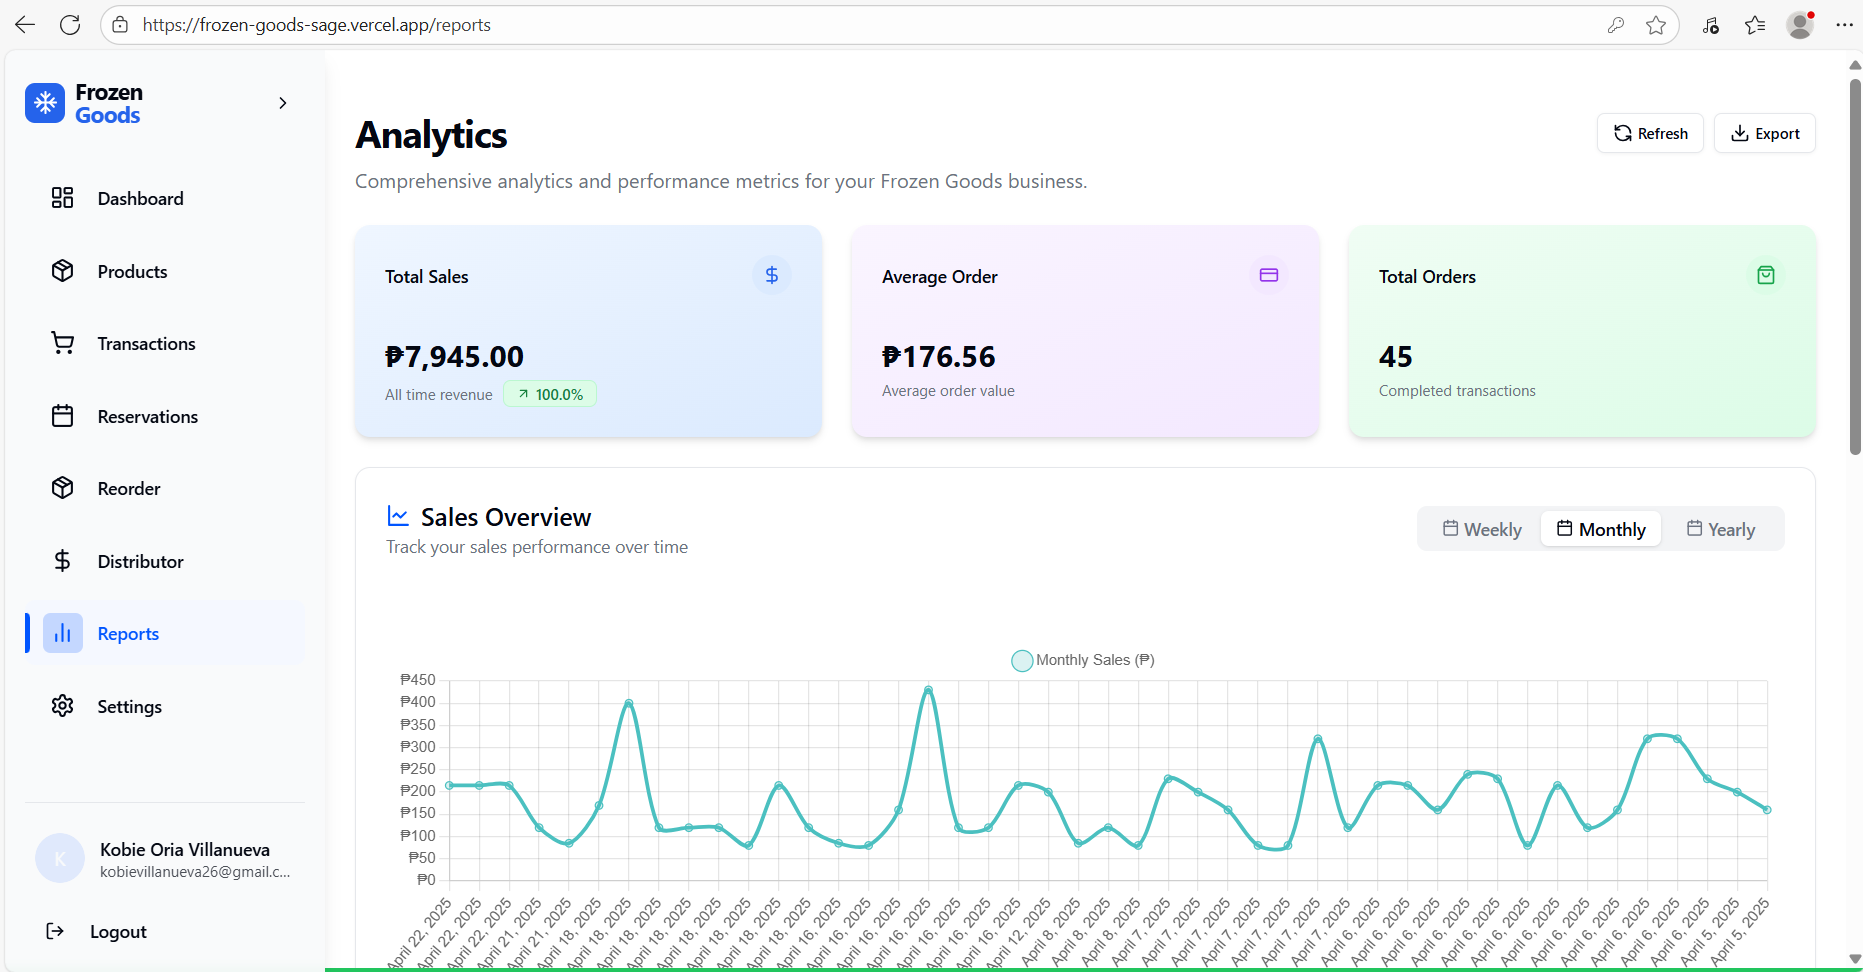 https://frozen-goods-sage.vercel.app/reports
Frozen
Goods
Dashboard
Products
Transactions
Reservations
Reorder
Distributor
Reports
Settings
K
Kobie Oria Villanueva
kobievillanueva26@gmail.c...
Logout
Analytics
Comprehensive analytics and performance metrics for your Frozen Goods business.
Refresh
Export
Total Sales
$
₱7,945.00
All time revenue
100.0%
Average Order
₱176.56
Average order value
Total Orders
45
Completed transactions
Sales Overview
Track your sales performance over time
Weekly
Monthly
Yearly
Monthly Sales (₱)
₱450
₱400
₱350
₱300
₱250
₱200
₱150
₱100
₱50
₱0
April 22, 2025
April 22, 2025
April 22, 2025
April 21, 2025
April 21, 2025
April 18, 2025
April 18, 2025
April 18, 2025
April 18, 2025
April 18, 2025
April 18, 2025
April 18, 2025
April 18, 2025
April 16, 2025
April 16, 2025
April 16, 2025
April 16, 2025
April 16, 2025
April 16, 2025
April 16, 2025
April 12, 2025
April 8, 2025
April 8, 2025
April 8, 2025
April 7, 2025
April 7, 2025
April 7, 2025
April 7, 2025
April 7, 2025
April 7, 2025
April 7, 2025
April 6, 2025
April 6, 2025
April 6, 2025
April 6, 2025
April 6, 2025
April 6, 2025
April 6, 2025
April 6, 2025
April 6, 2025
April 6, 2025
April 6, 2025
April 6, 2025
April 5, 2025
April 5, 2025